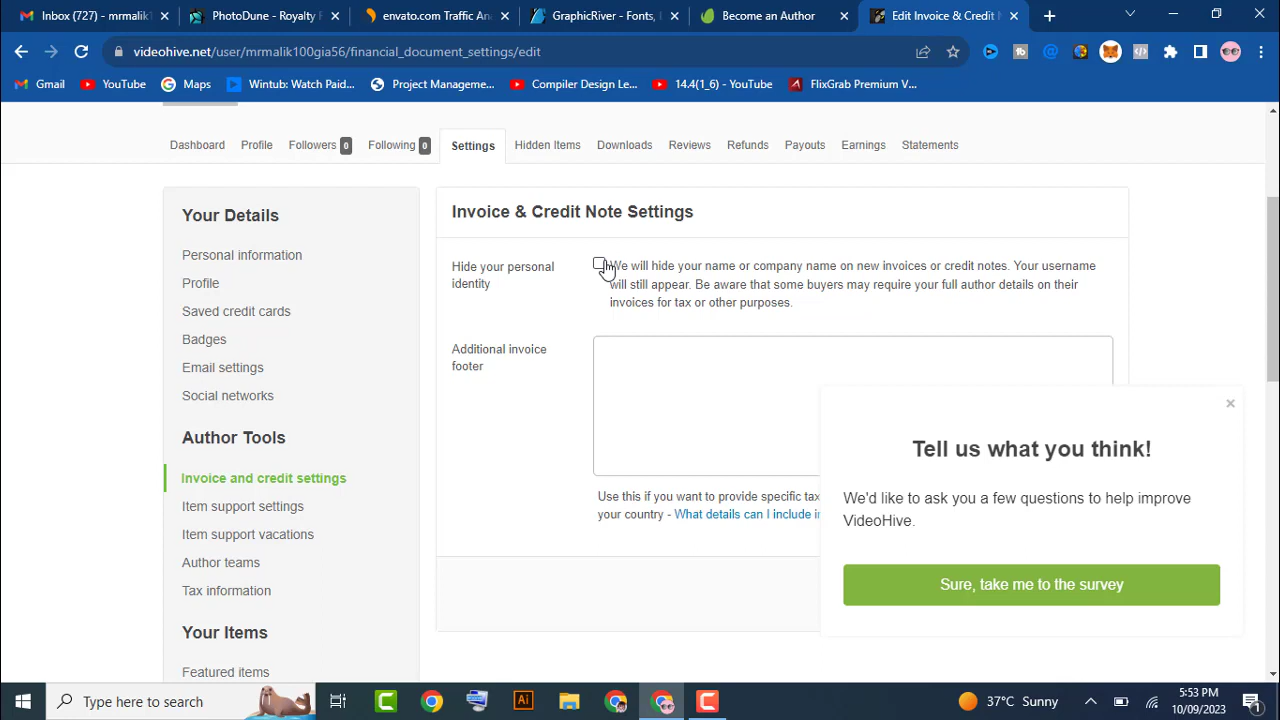 Inbox (727) - mrmalik
PhotoDune - Royalty F
envato.com Traffic An
GraphicRiver - Fonts, I
Become an Author
Edit Invoice & Credit N
videohive.net/user/mrmalik100gia56/financial_document_settings/edit
Gmail
YouTube
Maps
Wintub: Watch Paid...
Project Manageme...
Compiler Design Le...
14.4(1_6) - YouTube
FlixGrab Premium V...
Dashboard
Profile
Followers 0
Following 0
Settings
Hidden Items
Downloads
Reviews
Refunds
Payouts
Earnings
Statements
Your Details
Personal information
Profile
Saved credit cards
Badges
Email settings
Social networks
Author Tools
Invoice and credit settings
Item support settings
Item support vacations
Author teams
Tax information
Your Items
Featured items
Invoice & Credit Note Settings
Hide your personal
identity
We will hide your name or company name on new invoices or credit notes. Your username
will still appear. Be aware that some buyers may require your full author details on their
invoices for tax or other purposes.
Additional invoice
footer
Use this if you want to provide specific tax
your country - What details can I include in
Tell us what you think!
We'd like to ask you a few questions to help improve
VideoHive.
Sure, take me to the survey
Type here to search
Ai
37°C Sunny
5:53 PM
10/09/2023
1